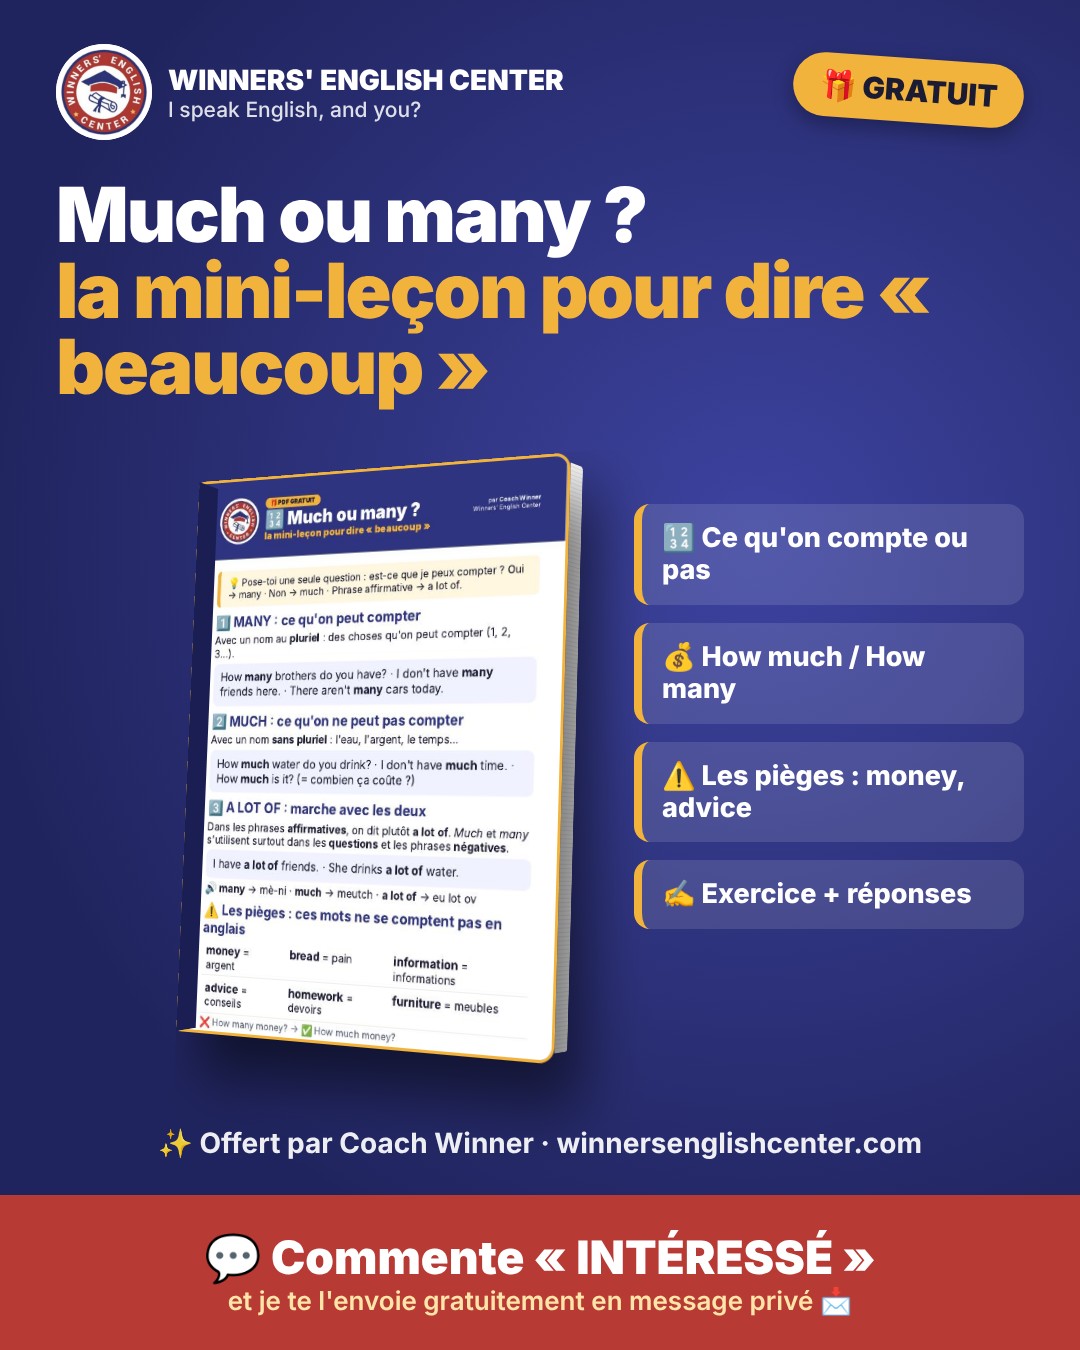 WINNERS' ENGLISH CENTER
WINNERS' ENGLISH CENTER
I speak English, and you?
🎁 GRATUIT
Much ou many ?
la mini-leçon pour dire «
beaucoup »
WINNERS' ENGLISH CENTER
🎁 PDF GRATUIT
🔢 Much ou many ?
la mini-leçon pour dire « beaucoup »
par Coach Winner
Winners' English Center
💡 Pose-toi une seule question : est-ce que je peux compter ? Oui
→ many · Non → much · Phrase affirmative → a lot of.
1️⃣ MANY : ce qu'on peut compter
Avec un nom au pluriel : des choses qu'on peut compter (1, 2,
3...).
How many brothers do you have? · I don't have many
friends here. · There aren't many cars today.
2️⃣ MUCH : ce qu'on ne peut pas compter
Avec un nom sans pluriel : l'eau, l'argent, le temps...
How much water do you drink? · I don't have much time. ·
How much is it? (= combien ça coûte ?)
3️⃣ A LOT OF : marche avec les deux
Dans les phrases affirmatives, on dit plutôt a lot of. Much et many
s'utilisent surtout dans les questions et les phrases négatives.
I have a lot of friends. · She drinks a lot of water.
🔊 many → mè-ni · much → meutch · a lot of → eu lot ov
⚠️ Les pièges : ces mots ne se comptent pas en
anglais
money =
argent
bread = pain
information =
informations
advice =
conseils
homework =
devoirs
furniture = meubles
❌ How many money? → ✅ How much money?
🔢 Ce qu'on compte ou
pas
💰 How much / How
many
⚠️ Les pièges : money,
advice
✍️ Exercice + réponses
✨ Offert par Coach Winner · winnersenglishcenter.com
💬 Commente « INTÉRESSÉ »
et je te l'envoie gratuitement en message privé 📩